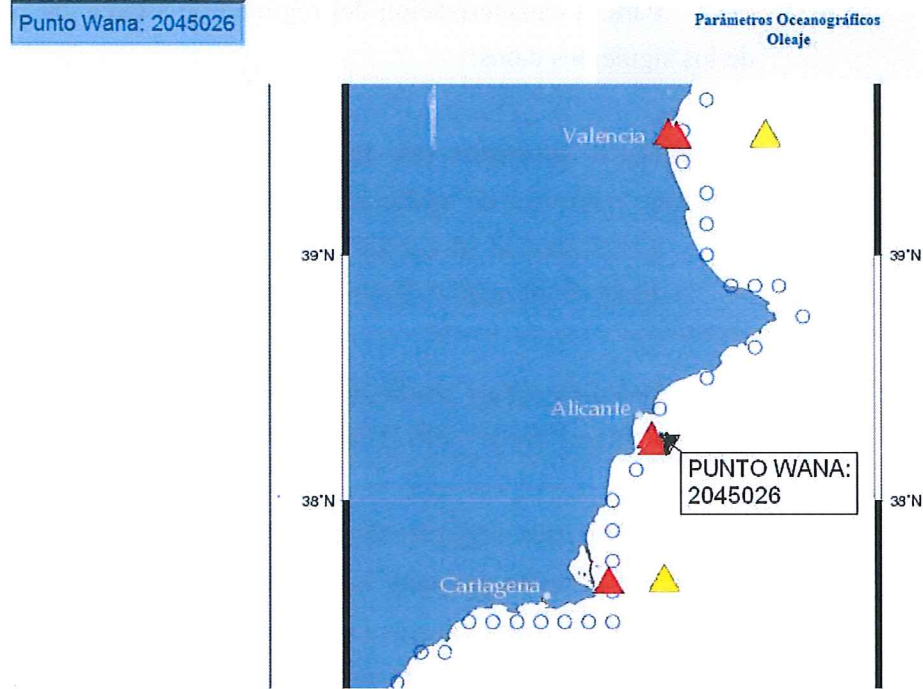 Punto Wana: 2045026
Parámetros Oceanográficos
Oleaje
Valencia
39°N
39°N
Alicante
PUNTO WANA:
2045026
38°N
38°N
Cartagena